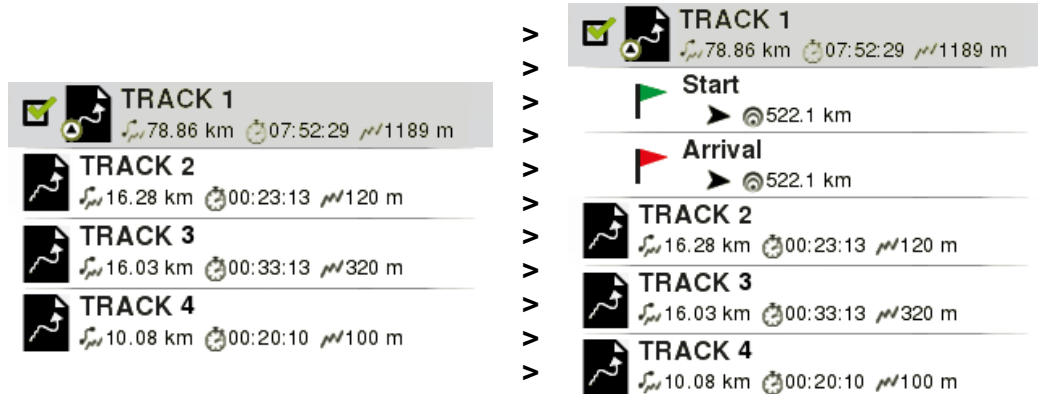 TRACK 1
78.86 km 07:52:29 1189 m
TRACK 2
16.28 km 00:23:13 120 m
TRACK 3
16.03 km 00:33:13 320 m
TRACK 4
10.08 km 00:20:10 100 m
>
>
>
>
>
>
>
>
>
>
>
TRACK 1
78.86 km 07:52:29 1189 m
Start
522.1 km
Arrival
522.1 km
TRACK 2
16.28 km 00:23:13 120 m
TRACK 3
16.03 km 00:33:13 320 m
TRACK 4
10.08 km 00:20:10 100 m